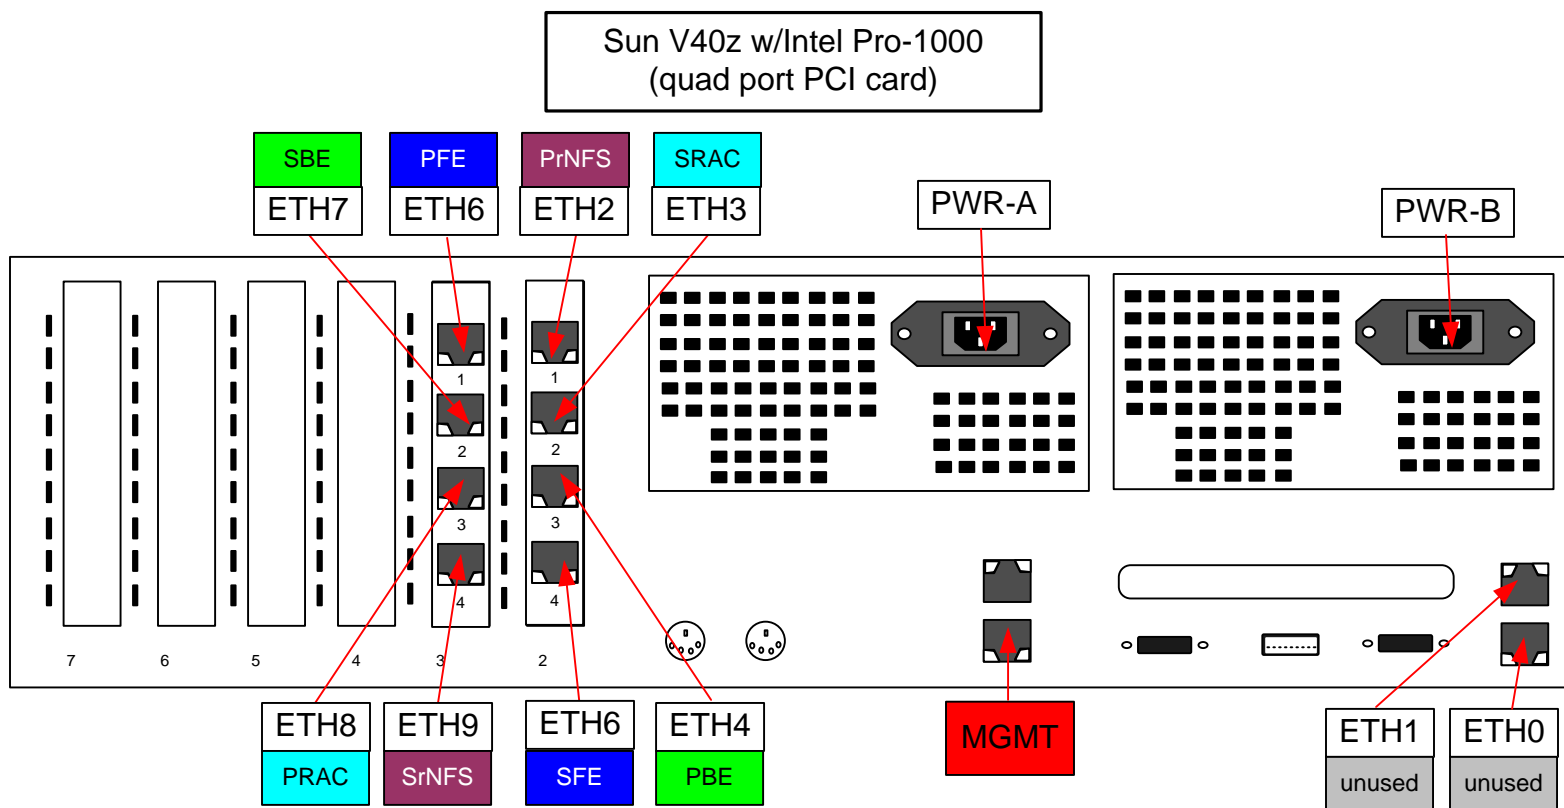 Sun V40z w/Intel Pro-1000
(quad port PCI card)
SBE
PFE
PrNFS
SRAC
ETH7
ETH6
ETH2
ETH3
PWR-A
PWR-B
1
1
2
2
3
3
4
4
7
6
5
4
3
2
ETH8
ETH9
ETH6
ETH4
MGMT
ETH1
ETH0
PRAC
SrNFS
SFE
PBE
unused
unused